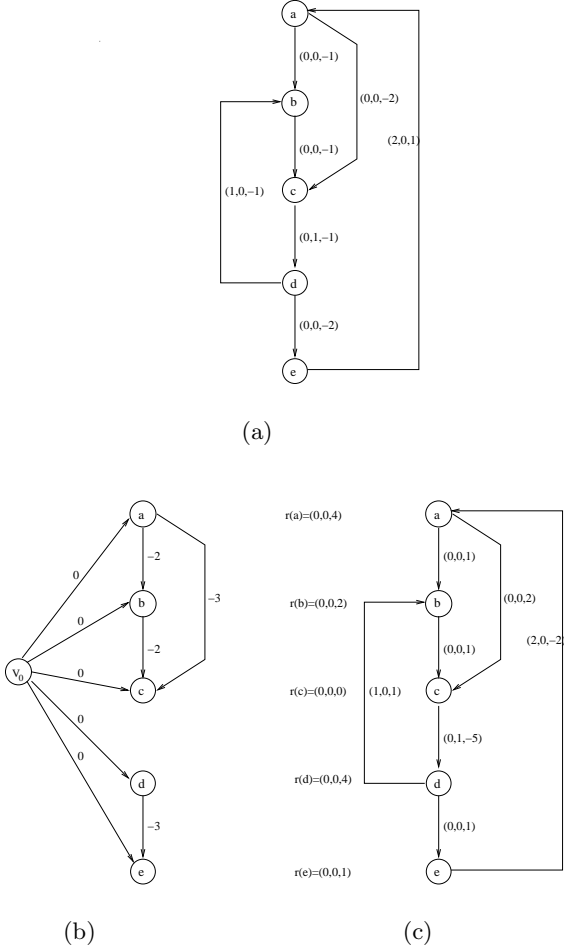 a
(0,0,−1)
(0,0,−2)
b
(2,0,1)
(0,0,−1)
(1,0,−1)
c
(0,1,−1)
d
(0,0,−2)
e
(a)
a
−2
0
−3
b
0
−2
V0
0
c
0
0
d
−3
e
(b)
r(a)=(0,0,4)
a
(0,0,1)
(0,0,2)
r(b)=(0,0,2)
b
(2,0,−2)
(0,0,1)
r(c)=(0,0,0)
(1,0,1)
c
(0,1,−5)
r(d)=(0,0,4)
d
(0,0,1)
r(e)=(0,0,1)
e
(c)